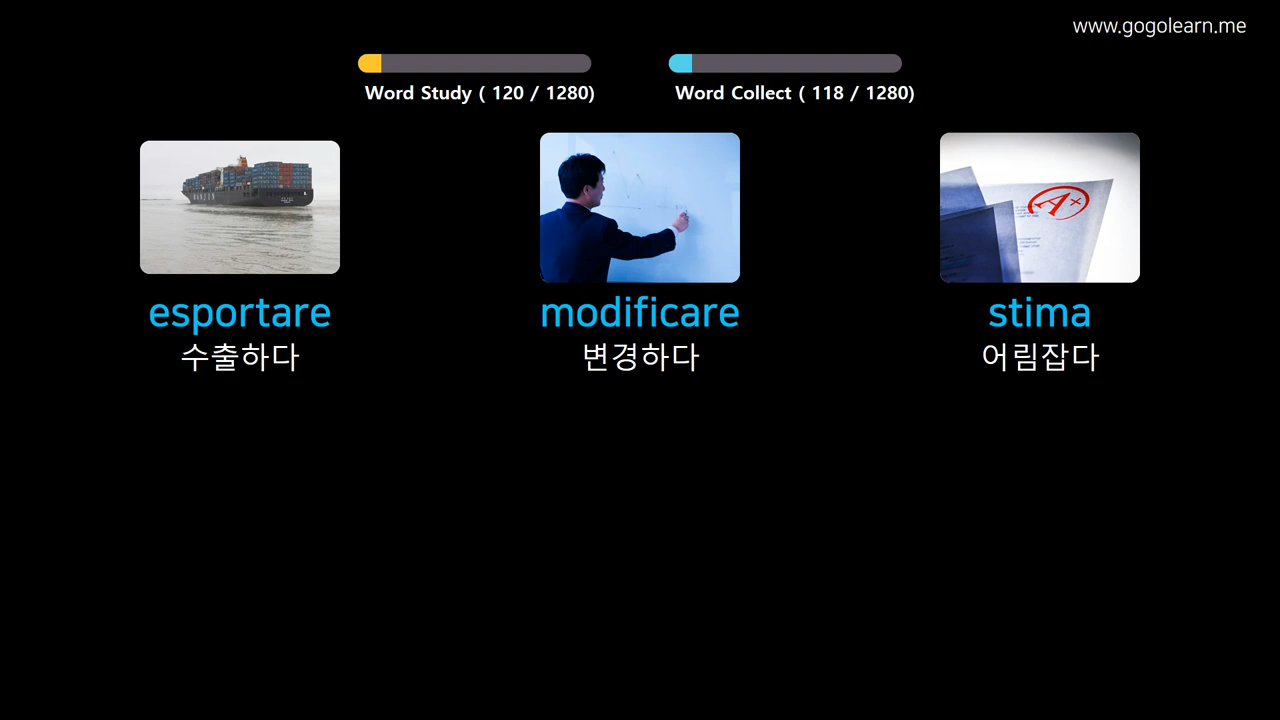 www.gogolearn.me
Word Study ( 120 / 1280)
Word Collect ( 118 / 1280)
A+
esportare
modificare
stima
수출하다
변경하다
어림잡다